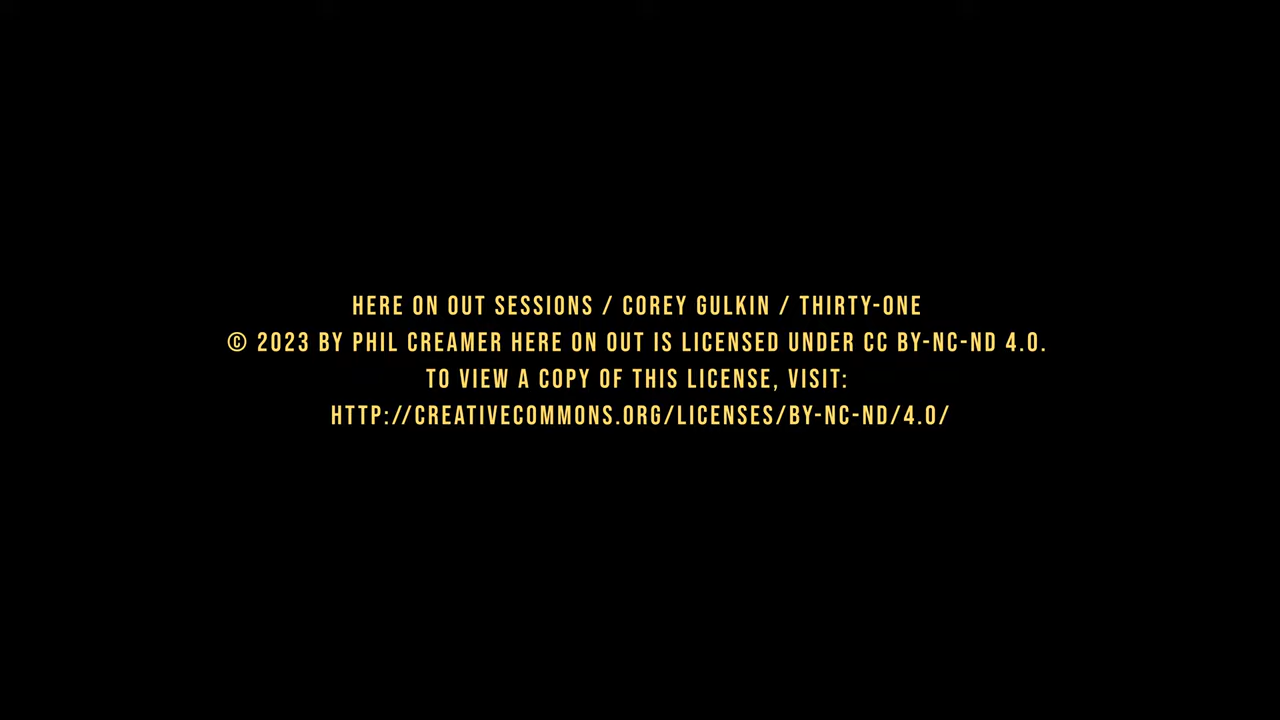 HERE ON OUT SESSIONS / COREY GULKIN / THIRTY-ONE
© 2023 BY PHIL CREAMER HERE ON OUT IS LICENSED UNDER CC BY-NC-ND 4.0.
TO VIEW A COPY OF THIS LICENSE, VISIT:
HTTP://CREATIVECOMMONS.ORG/LICENSES/BY-NC-ND/4.0/